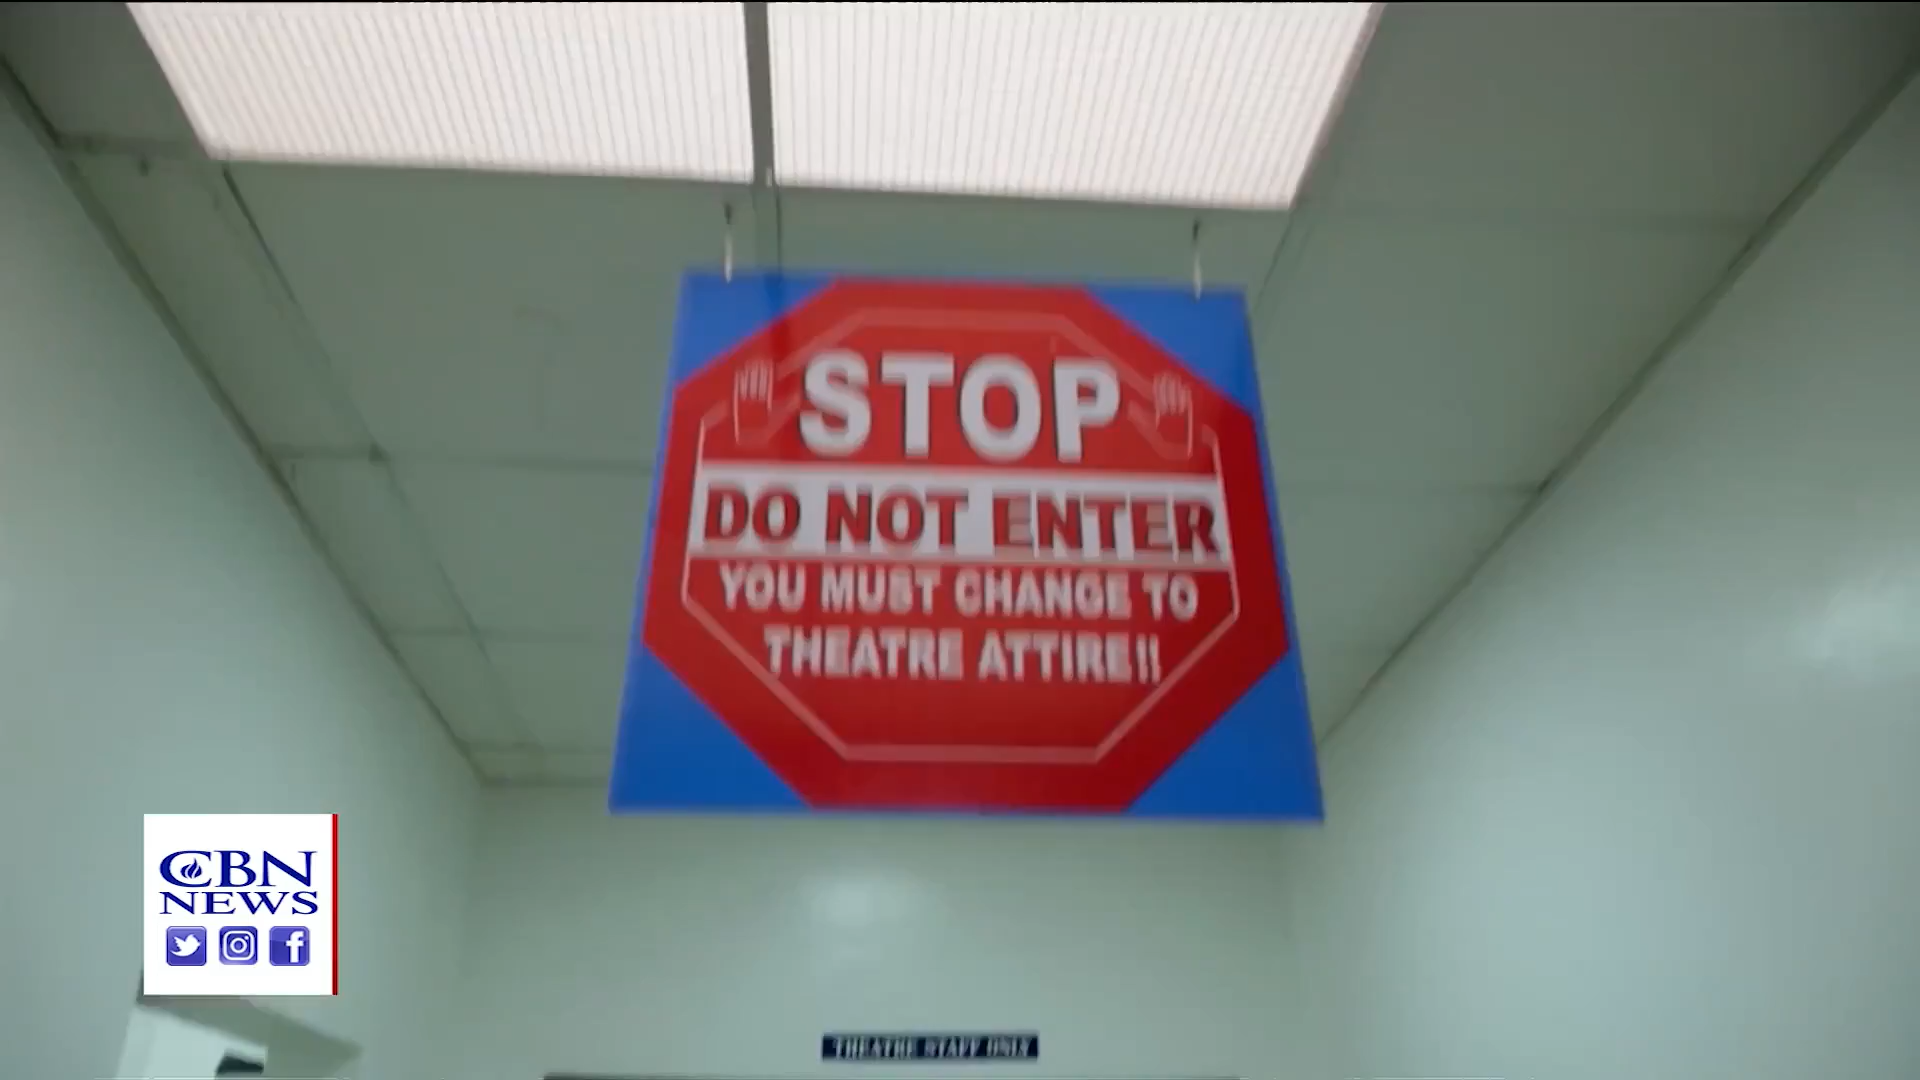 STOP
DO NOT ENTER
YOU MUST CHANGE TO
THEATRE ATTIRE!!
CBN
NEWS
THEATRE STAFF ONLY